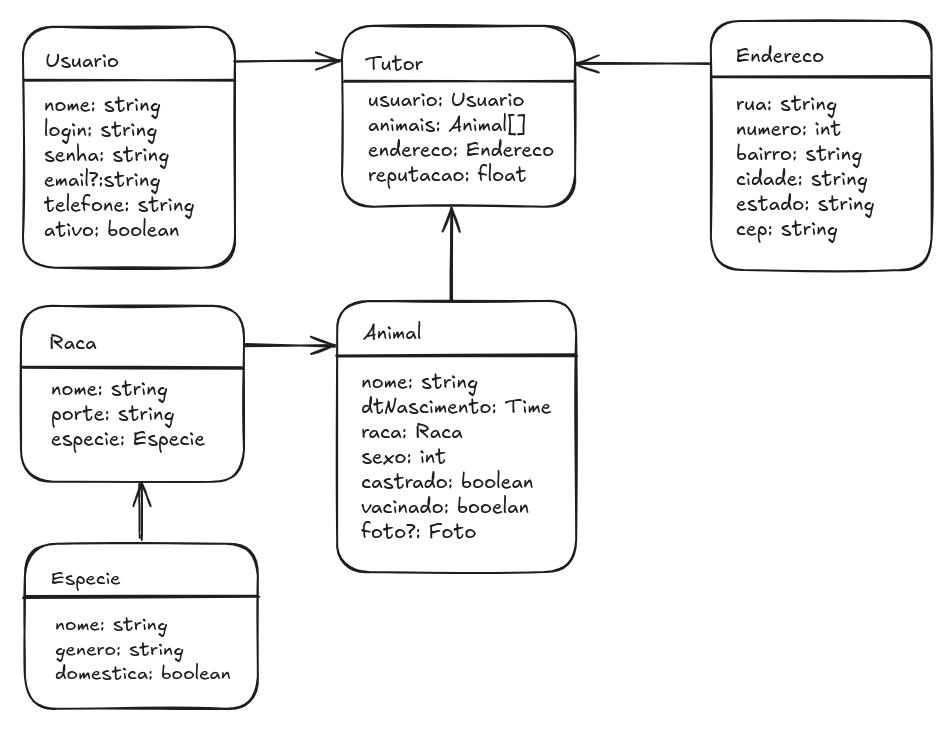 Usuario
nome: string
login: string
senha: string
email?:string
telefone: string
ativo: boolean
Tutor
usuario: Usuario
animais: Animal[]
endereco: Endereco
reputacao: float
Endereco
rua: string
numero: int
bairro: string
cidade: string
estado: string
cep: string
Raca
nome: string
porte: string
especie: Especie
Animal
nome: string
dtNascimento: Time
raca: Raca
sexo: int
castrado: boolean
vacinado: booelan
foto?: Foto
Especie
nome: string
genero: string
domestica: boolean